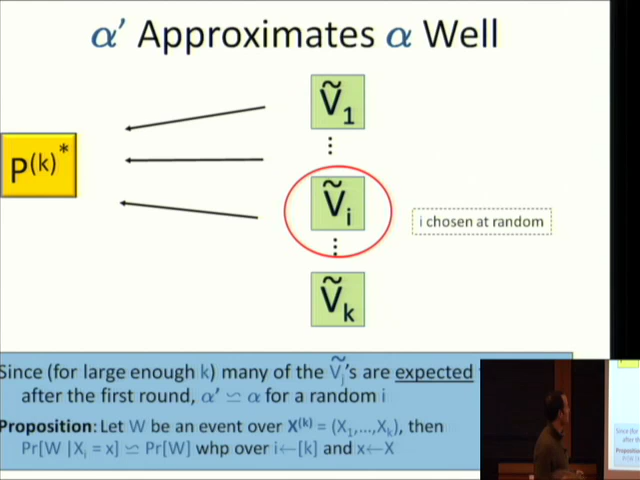 α′ Approximates α Well
Ṽ1
P(k)*
Ṽi
i chosen at random
Ṽk
Since (for large enough k) many of the Ṽj's are expected
after the first round, α′ ≃ α for a random i
Proposition: Let W be an event over X(k) = (X1,...,Xk), then
Pr[W |Xi = x] ≃ Pr[W] whp over i←[k] and x←X